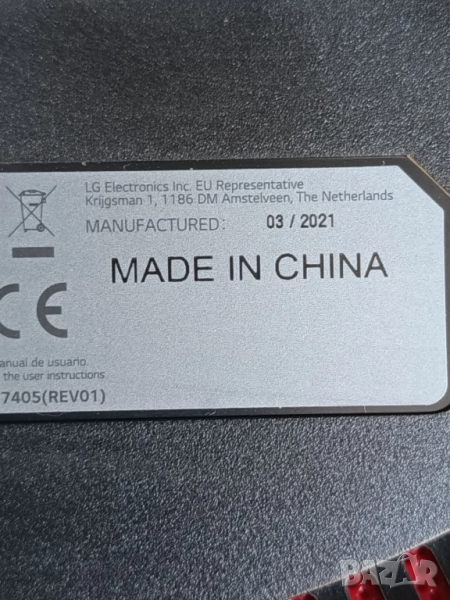 LG Electronics Inc. EU Representative
Krijgsman 1, 1186 DM Amstelveen, The Netherlands
MANUFACTURED: 03 / 2021
MADE IN CHINA
CE
anual de usuario.
the user instructions
7405(REV01)
BAZAR